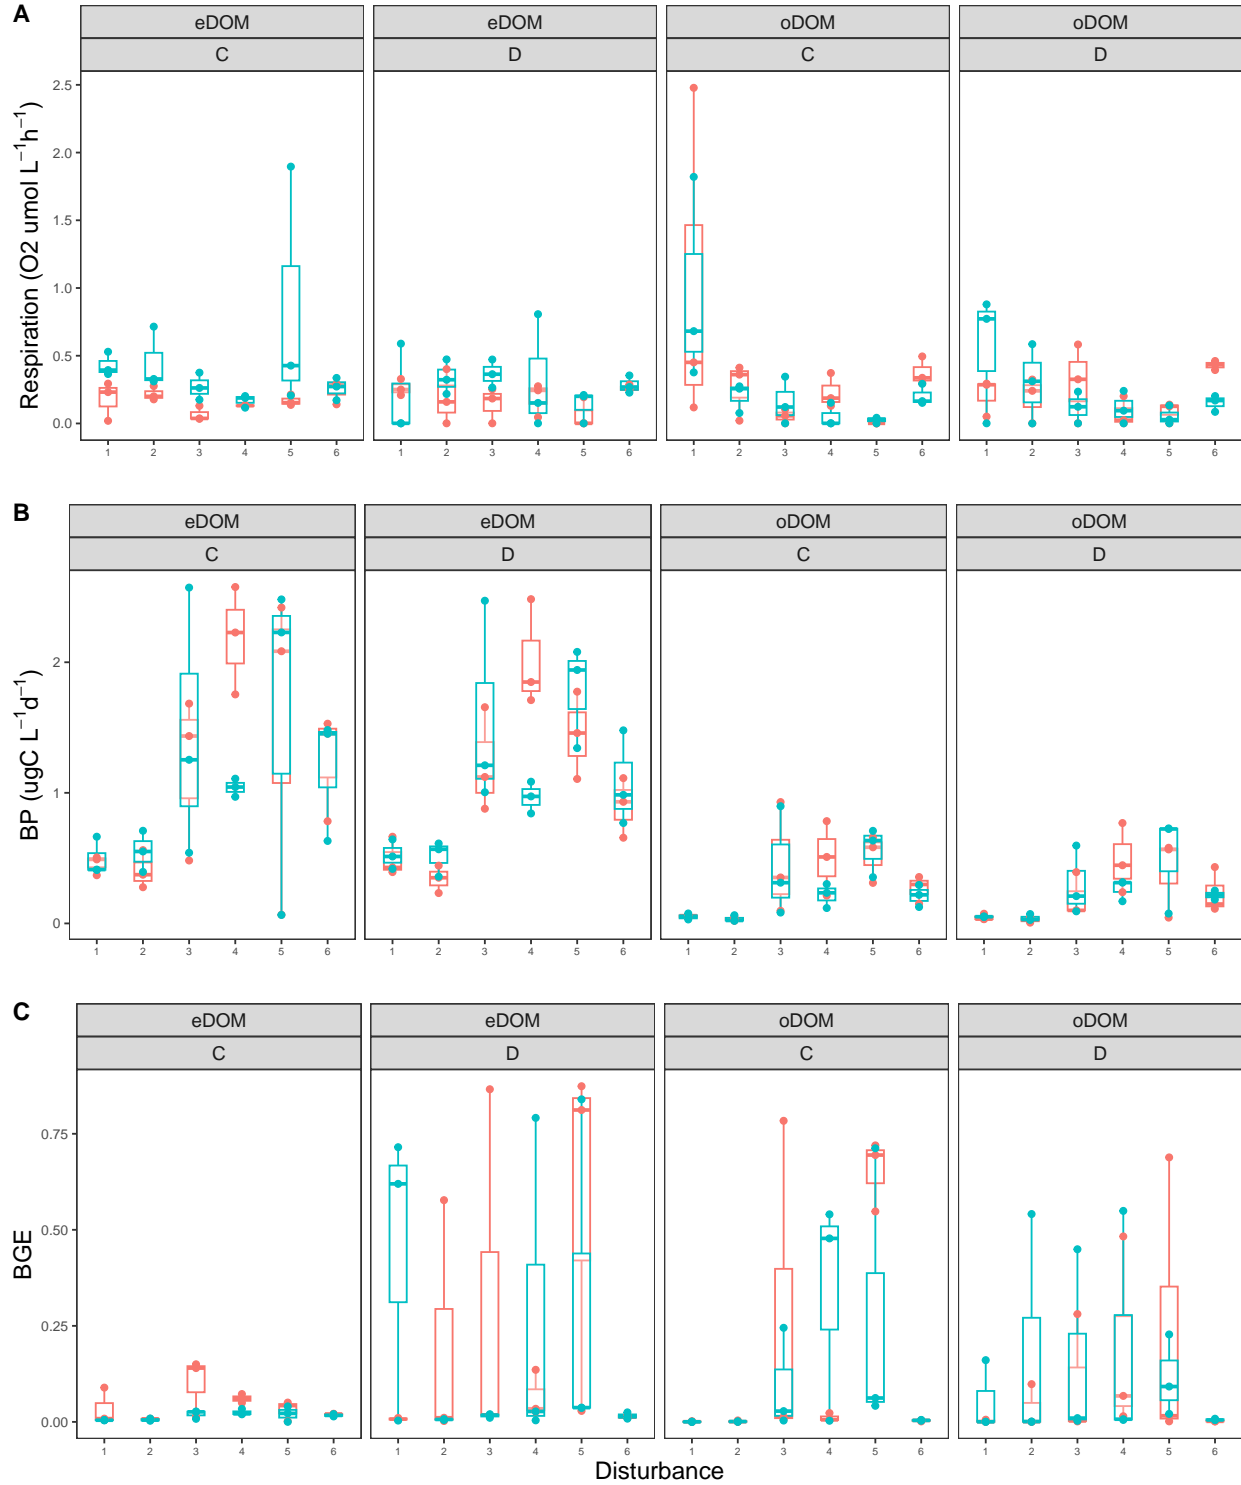 A
eDOM eDOM oDOM oDOM
C D C D
Respiration (O2 umol L⁻¹h⁻¹)
2.5
2.0
1.5
1.0
0.5
0.0
1 2 3 4 5 6 1 2 3 4 5 6 1 2 3 4 5 6 1 2 3 4 5 6
B
eDOM eDOM oDOM oDOM
C D C D
BP (ugC L⁻¹d⁻¹)
2
1
0
1 2 3 4 5 6 1 2 3 4 5 6 1 2 3 4 5 6 1 2 3 4 5 6
C
eDOM eDOM oDOM oDOM
C D C D
BGE
0.75
0.50
0.25
0.00
1 2 3 4 5 6 1 2 3 4 5 6 1 2 3 4 5 6 1 2 3 4 5 6
Disturbance